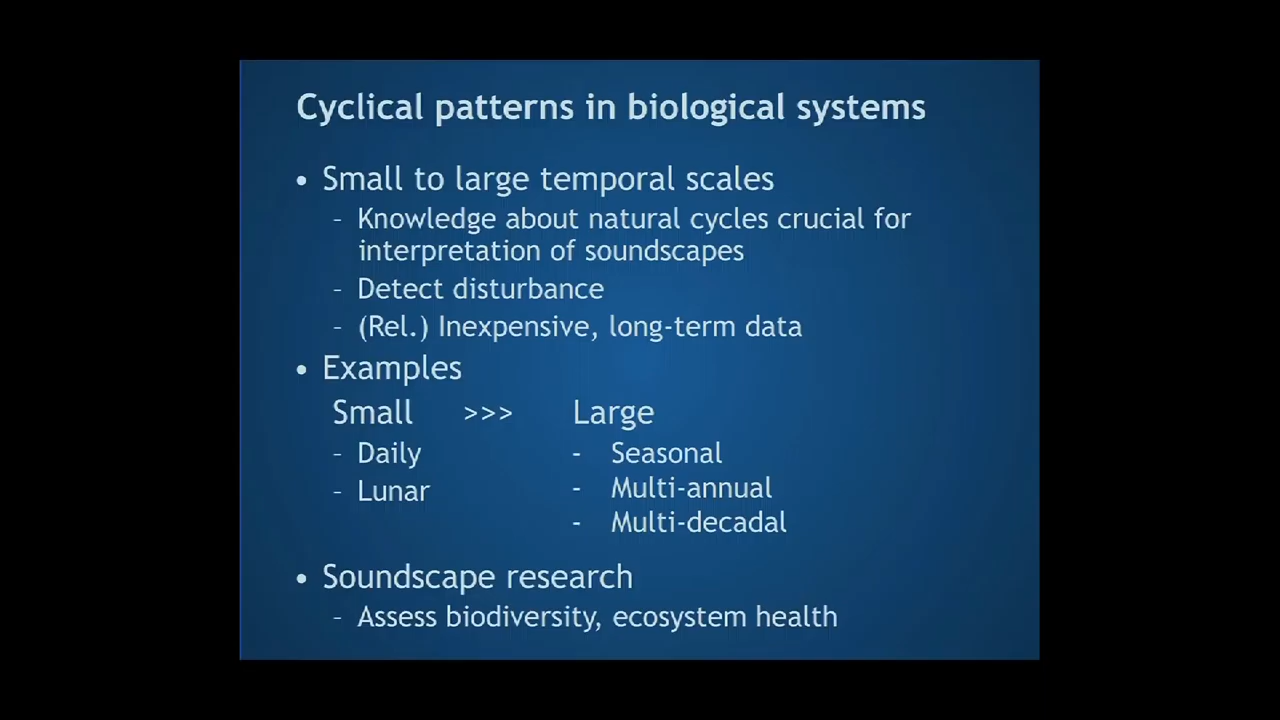 Cyclical patterns in biological systems
• Small to large temporal scales
– Knowledge about natural cycles crucial for
interpretation of soundscapes
– Detect disturbance
– (Rel.) Inexpensive, long-term data
• Examples
Small >>> Large
– Daily - Seasonal
– Lunar - Multi-annual
- Multi-decadal
• Soundscape research
– Assess biodiversity, ecosystem health